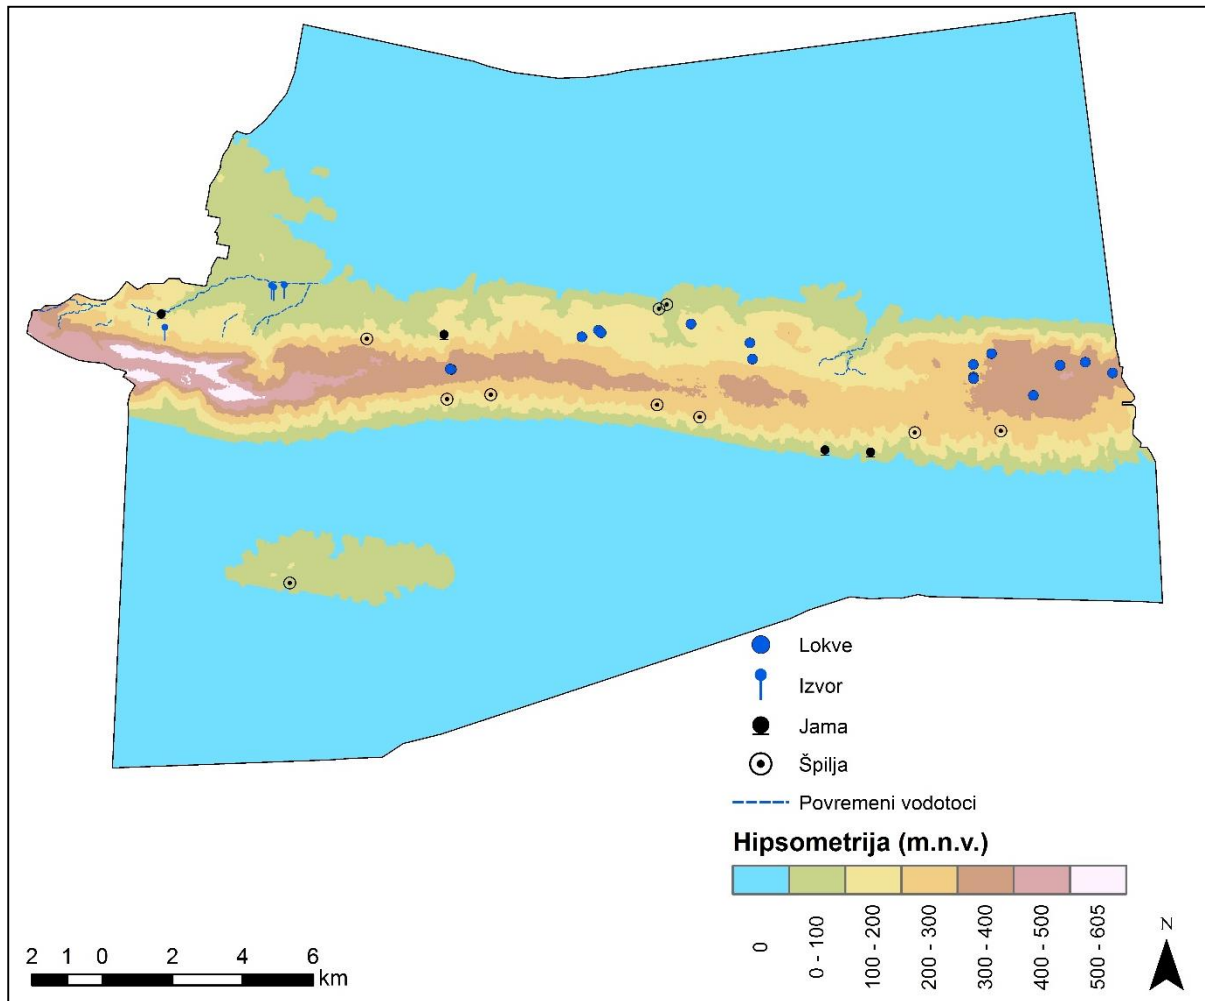 Lokve
Izvor
Jama
Špilja
Povremeni vodotoci
Hipsometrija (m.n.v.)
0
0 - 100
100 - 200
200 - 300
300 - 400
400 - 500
500 - 605
N
2 1 0 2 4 6
km